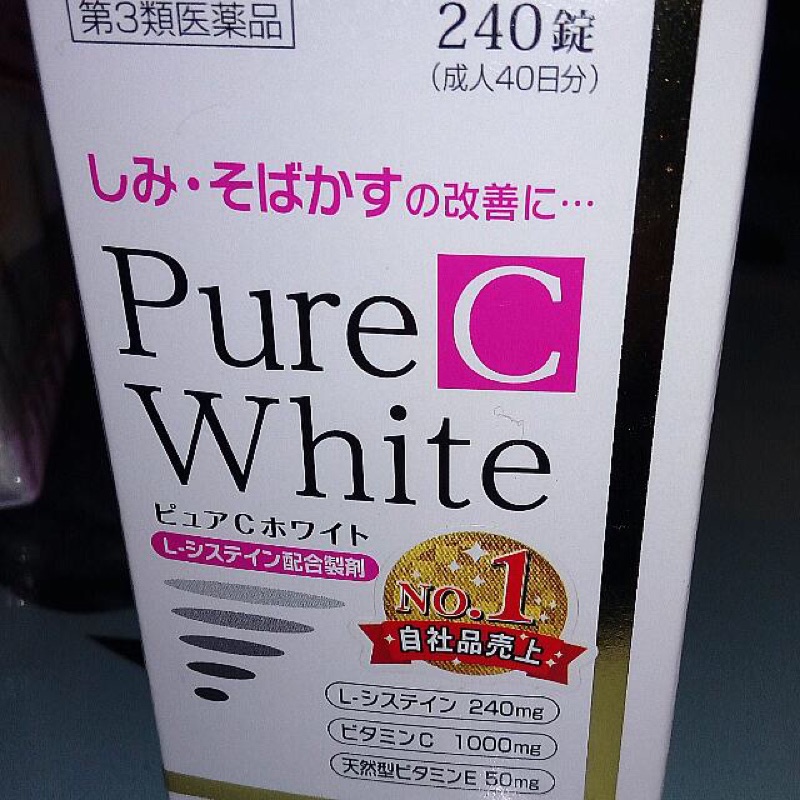 第3類医薬品
240錠
(成人40日分)
しみ・そばかすの改善に…
Pure C
White
ピュアCホワイト
L-システイン配合製剤
NO.1
自社品売上
L-システイン 240mg
ビタミンC 1000mg
天然型ビタミンE 50mg